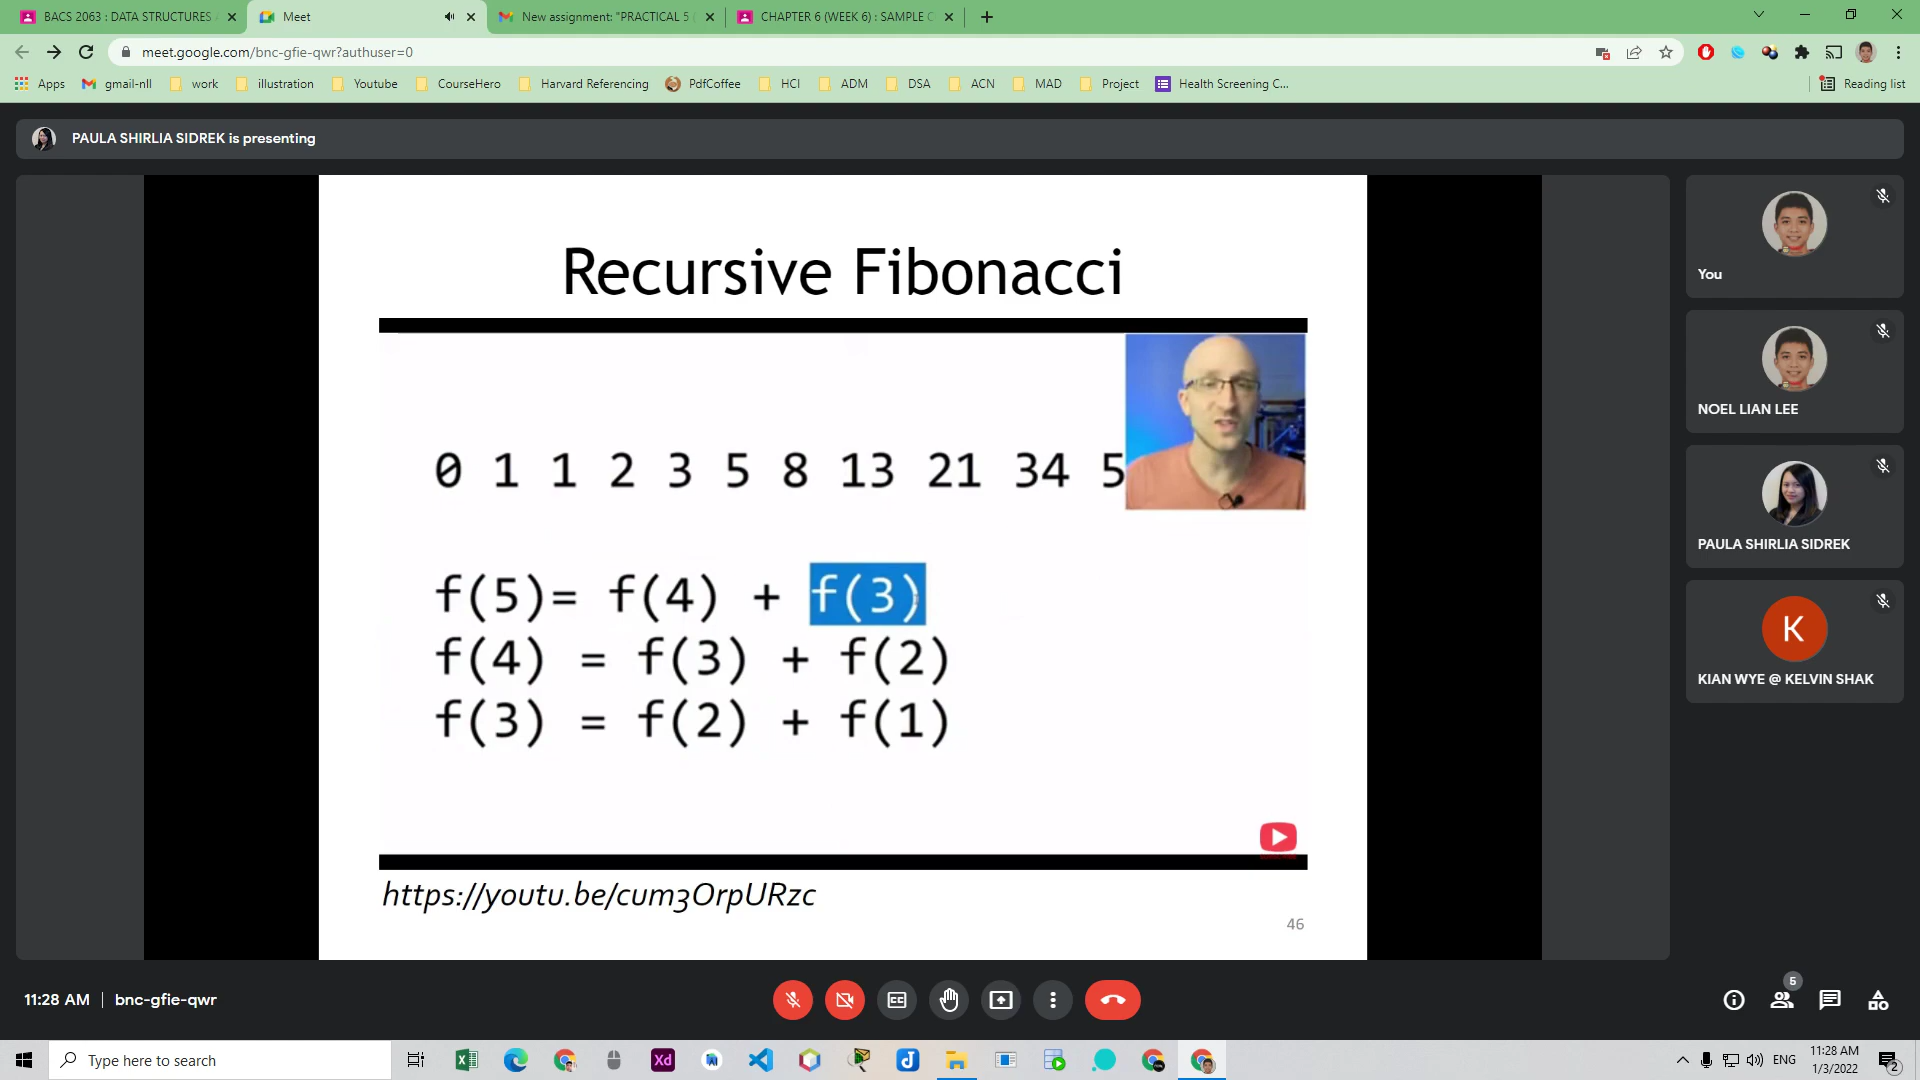 BACS 2063 : DATA STRUCTURES
Meet
New assignment: "PRACTICAL 5
CHAPTER 6 (WEEK 6) : SAMPLE
meet.google.com/bnc-gfie-qwr?authuser=0
Apps
gmail-nll
work
illustration
Youtube
CourseHero
Harvard Referencing
PdfCoffee
HCI
ADM
DSA
ACN
MAD
Project
Health Screening C...
Reading list
PAULA SHIRLIA SIDREK is presenting
Recursive Fibonacci
0 1 1 2 3 5 8 13 21 34 5
f(5)= f(4) + f(3)
f(4) = f(3) + f(2)
f(3) = f(2) + f(1)
https://youtu.be/cum3OrpURzc
46
You
NOEL LIAN LEE
PAULA SHIRLIA SIDREK
K
KIAN WYE @ KELVIN SHAK
11:28 AM | bnc-gfie-qwr
5
Type here to search
Xd
ENG
11:28 AM
1/3/2022
2